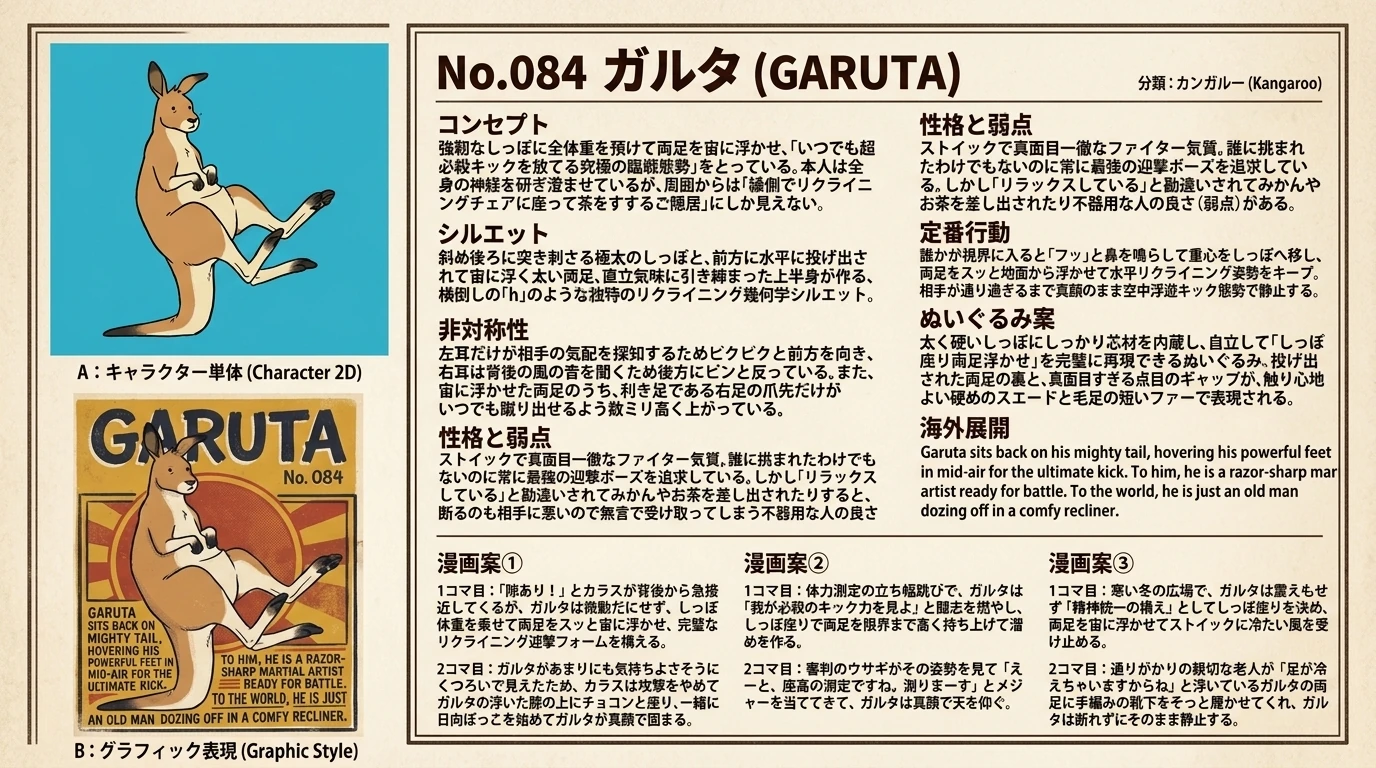 No.084 ガルタ (GARUTA)
分類：カンガルー (Kangaroo)
コンセプト
強靭なしっぽに全体重を預けて両足を宙に浮かせ、「いつでも超
必殺キックを放てる究極の臨戦態勢」をとっている。本人は全
身の神経を研ぎ澄ませているが、周囲からは「縁側でリクライニ
ングチェアに座って茶をすするご隠居」にしか見えない。
シルエット
斜め後ろに突き刺さる極太のしっぽと、前方に水平に投げ出さ
れて宙に浮く太い両足、直立気味に引き締まった上半身が作る、
横倒しの「h」のような独特のリクライニング幾何学シルエット。
非対称性
左耳だけが相手の気配を探知するためピクピクと前方を向き、
右耳は背後の風の音を聞くため後方にピンと反っている。また、
宙に浮かせた両足のうち、利き足である右足の爪先だけが
いつでも蹴り出せるよう数ミリ高く上がっている。
性格と弱点
ストイックで真面目一徹なファイター気質。誰に挑まれたわけでも
ないのに常に最強の迎撃ポーズを追求している。しかし「リラックス
している」と勘違いされてみかんやお茶を差し出されたりすると、
断るのも相手に悪いので無言で受け取ってしまう不器用な人の良さ
性格と弱点
ストイックで真面目一徹なファイター気質。誰に挑まれ
たわけでもないのに常に最強の迎撃ポーズを追求してい
る。しかし「リラックスしている」と勘違いされてみかんや
お茶を差し出されたり不器用な人の良さ（弱点）がある。
定番行動
誰かが視界に入ると「フッ」と鼻を鳴らして重心をしっぽへ移し、
両足をスッと地面から浮かせて水平リクライニング姿勢をキープ。
相手が通り過ぎるまで真顔のまま空中浮遊キック態勢で静止する。
ぬいぐるみ案
太く硬いしっぽにしっかり芯材を内蔵し、自立して「しっぽ
座り両足浮かせ」を完璧に再現できるぬいぐるみ。投げ出
された両足の裏と、真面目すぎる点目のギャップが、触り心地
よい硬めのスエードと毛足の短いファーで表現される。
海外展開
Garuta sits back on his mighty tail, hovering his powerful feet
in mid-air for the ultimate kick. To him, he is a razor-sharp mar
artist ready for battle. To the world, he is just an old man
dozing off in a comfy recliner.
漫画案①
1コマ目：「隙あり！」とカラスが背後から急接
近してくるが、ガルタは微動だにせず、しっぽ
体重を乗せて両足をスッと宙に浮かせ、完璧な
リクライニング迎撃フォームを構える。
2コマ目：ガルタがあまりにも気持ちよさそうに
くつろいで見えたため、カラスは攻撃をやめて
ガルタの浮いた膝の上にチョコンと座り、一緒に
日向ぼっこを始めてガルタが真顔で固まる。
漫画案②
1コマ目：体力測定の立ち幅跳びで、ガルタは
「我が必殺のキック力を見よ」と闘志を燃やし、
しっぽ座りで両足を限界まで高く持ち上げて溜
めを作る。
2コマ目：審判のウサギがその姿勢を見て「え
ーと、座高の測定ですね。測りまーす」とメジ
ャーを当ててきて、ガルタは真顔で天を仰ぐ。
漫画案③
1コマ目：寒い冬の広場で、ガルタは震えもせ
ず「精神統一の構え」としてしっぽ座りを決め、
両足を宙に浮かせてストイックに冷たい風を受
け止める。
2コマ目：通りがかりの親切な老人が「足が冷
えちゃいますからね」と浮いているガルタの両
足に手編みの靴下をそっと履かせてくれ、ガル
タは断れずにそのまま静止する。
A：キャラクター単体 (Character 2D)
GARUTA
No. 084
GARUTA
SITS BACK ON
MIGHTY TAIL,
HOVERING HIS
POWERFUL FEET IN
MID-AIR FOR THE
ULTIMATE KICK.
TO HIM, HE IS A RAZOR-
SHARP MARTIAL ARTIST
READY FOR BATTLE.
TO THE WORLD, HE IS JUST
AN OLD MAN DOZING OFF IN A COMFY RECLINER.
B：グラフィック表現 (Graphic Style)